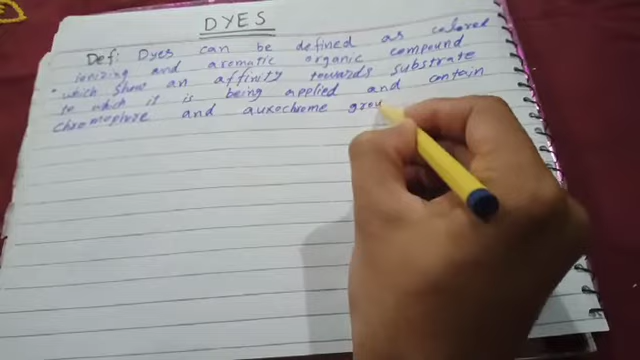 DYES
Def: Dyes can be defined as colored
ionizing and aromatic organic compound
which show an affinity towards substrate
to which it is being applied and contain
chromophore and auxochrome grou